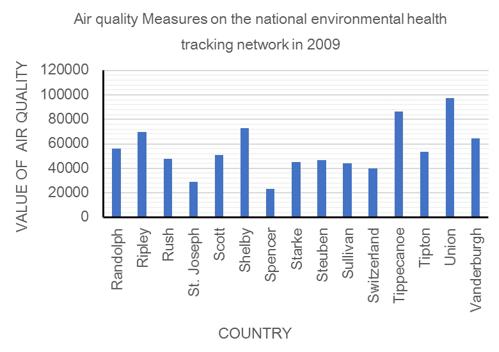 Air quality Measures on the national environmental health
tracking network in 2009
VALUE OF AIR QUALITY
120000
100000
80000
60000
40000
20000
0
Randolph
Ripley
Rush
St. Joseph
Scott
Shelby
Spencer
Starke
Steuben
Sullivan
Switzerland
Tippecanoe
Tipton
Union
Vanderburgh
COUNTRY